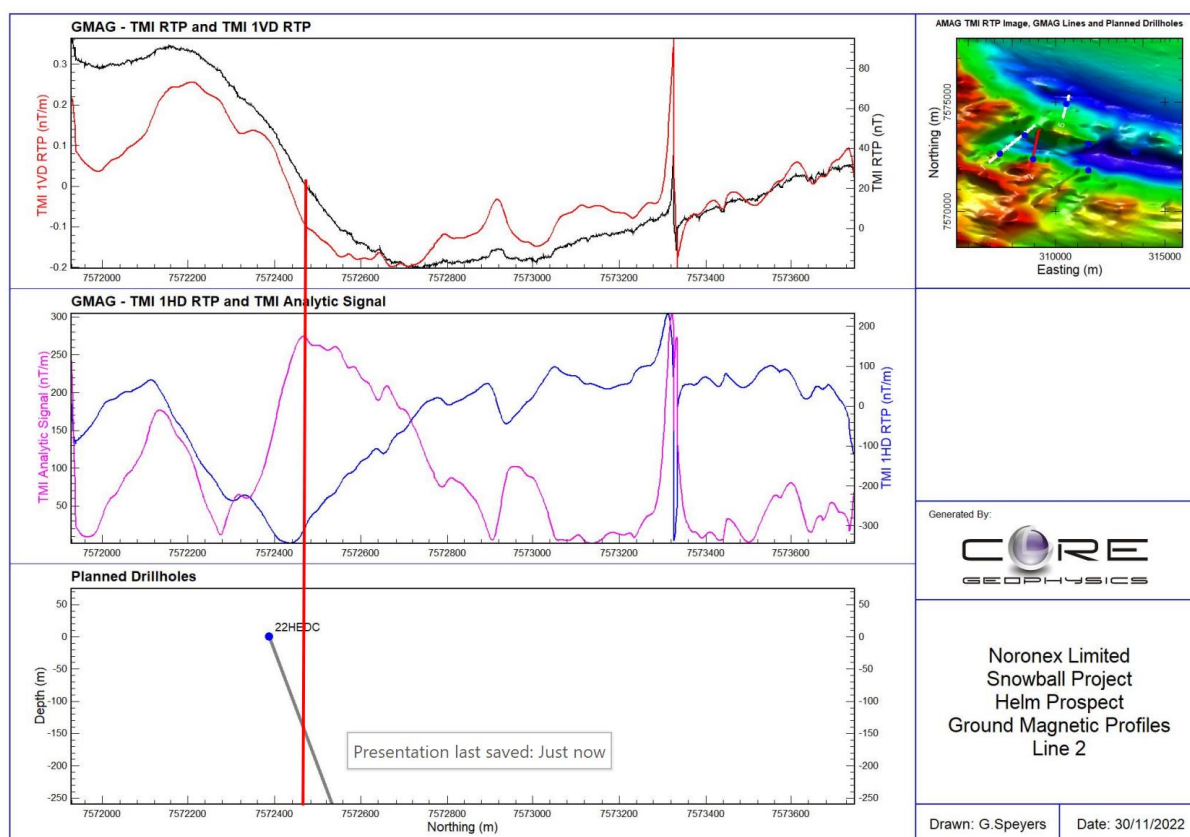 GMAG - TMI RTP and TMI 1VD RTP
TMI 1VD RTP (nT/m)
0.3
0.2
0.1
0
-0.1
-0.2
80
60
40
20
0
TMI RTP (nT)
7572000 7572200 7572400 7572600 7572800 7573000 7573200 7573400 7573600
GMAG - TMI 1HD RTP and TMI Analytic Signal
TMI Analytic Signal (nT/m)
300
250
200
150
100
50
200
100
0
-100
-200
-300
TMI 1HD RTP (nT/m)
7572000 7572200 7572400 7572600 7572800 7573000 7573200 7573400 7573600
Planned Drillholes
Depth (m)
50
0
-50
-100
-150
-200
-250
22HEDC
Presentation last saved: Just now
50
0
-50
-100
-150
-200
-250
7572000 7572200 7572400 7572600 7572800 7573000 7573200 7573400 7573600
Northing (m)
AMAG TMI RTP Image, GMAG Lines and Planned Drillholes
Northing (m)
7575000
7570000
310000 315000
Easting (m)
Generated By:
CORE
GEOPHYSICS
Noronex Limited
Snowball Project
Helm Prospect
Ground Magnetic Profiles
Line 2
Drawn: G.Speyers
Date: 30/11/2022